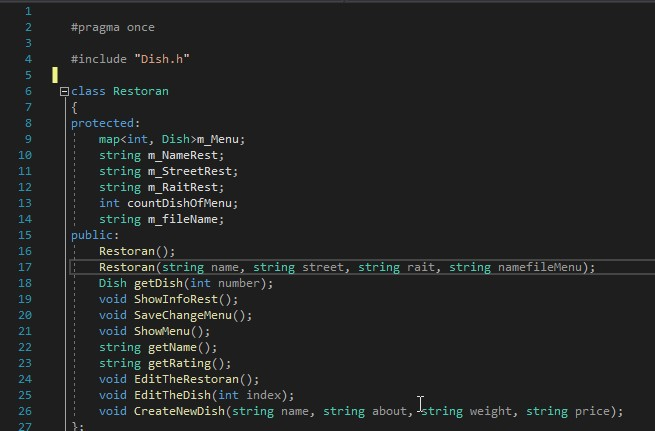 1
2 #pragma once
3
4 #include "Dish.h"
5
6 class Restoran
7 {
8 protected:
9 map<int, Dish>m_Menu;
10 string m_NameRest;
11 string m_StreetRest;
12 string m_RaitRest;
13 int countDishOfMenu;
14 string m_fileName;
15 public:
16 Restoran();
17 Restoran(string name, string street, string rait, string namefileMenu);
18 Dish getDish(int number);
19 void ShowInfoRest();
20 void SaveChangeMenu();
21 void ShowMenu();
22 string getName();
23 string getRating();
24 void EditTheRestoran();
25 void EditTheDish(int index);
26 void CreateNewDish(string name, string about, string weight, string price);
27 };